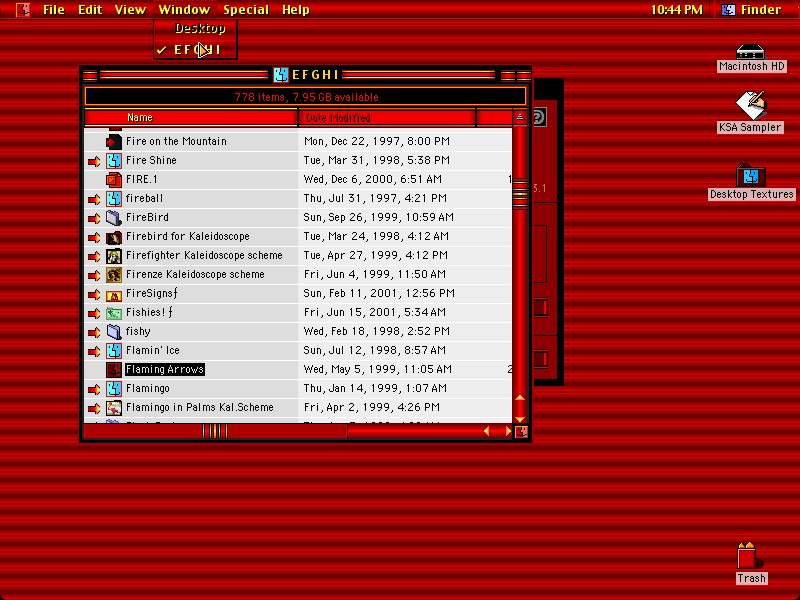 File Edit View Window Special Help 10:44 PM Finder
Desktop
✓ E F G H I
E F G H I
778 items, 7.95 GB available
Name Date Modified
Fire on the Mountain Mon, Dec 22, 1997, 8:00 PM
Fire Shine Tue, Mar 31, 1998, 5:38 PM
FIRE.1 Wed, Dec 6, 2000, 6:51 AM 1
fireball Thu, Jul 31, 1997, 4:21 PM
FireBird Sun, Sep 26, 1999, 10:59 AM
Firebird for Kaleidoscope Tue, Mar 24, 1998, 4:12 AM
Firefighter Kaleidoscope scheme Tue, Apr 27, 1999, 4:12 PM
Firenze Kaleidoscope scheme Fri, Jun 4, 1999, 11:50 AM
FireSigns ƒ Sun, Feb 11, 2001, 12:56 PM
Fishies! ƒ Fri, Jun 15, 2001, 5:34 AM
fishy Wed, Feb 18, 1998, 2:52 PM
Flamin' Ice Sun, Jul 12, 1998, 8:57 AM
Flaming Arrows Wed, May 5, 1999, 11:05 AM 2
Flamingo Thu, Jan 14, 1999, 1:07 AM
Flamingo in Palms Kal.Scheme Fri, Apr 2, 1999, 4:26 PM
5.1
Macintosh HD
KSA Sampler
Desktop Textures
Trash